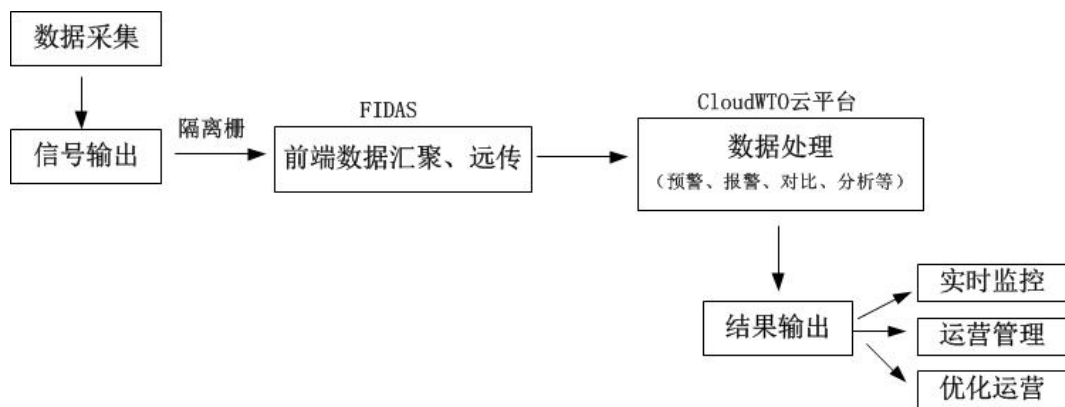 数据采集
信号输出
隔离栅
FIDAS
前端数据汇聚、远传
CloudWTO云平台
数据处理
（预警、报警、对比、分析等）
结果输出
实时监控
运营管理
优化运营